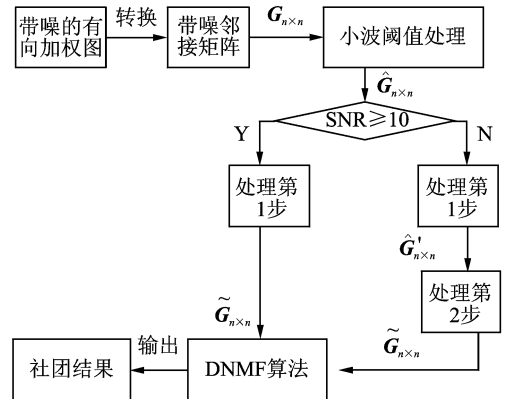 带噪的有
向加权图
转换
带噪邻
接矩阵
G_{n×n}
小波阈值处理
Ĝ_{n×n}
SNR≥10
Y
N
处理第
1步
处理第
1步
Ĝ'_{n×n}
处理第
2步
G̃_{n×n}
G̃_{n×n}
社团结果
输出
DNMF算法